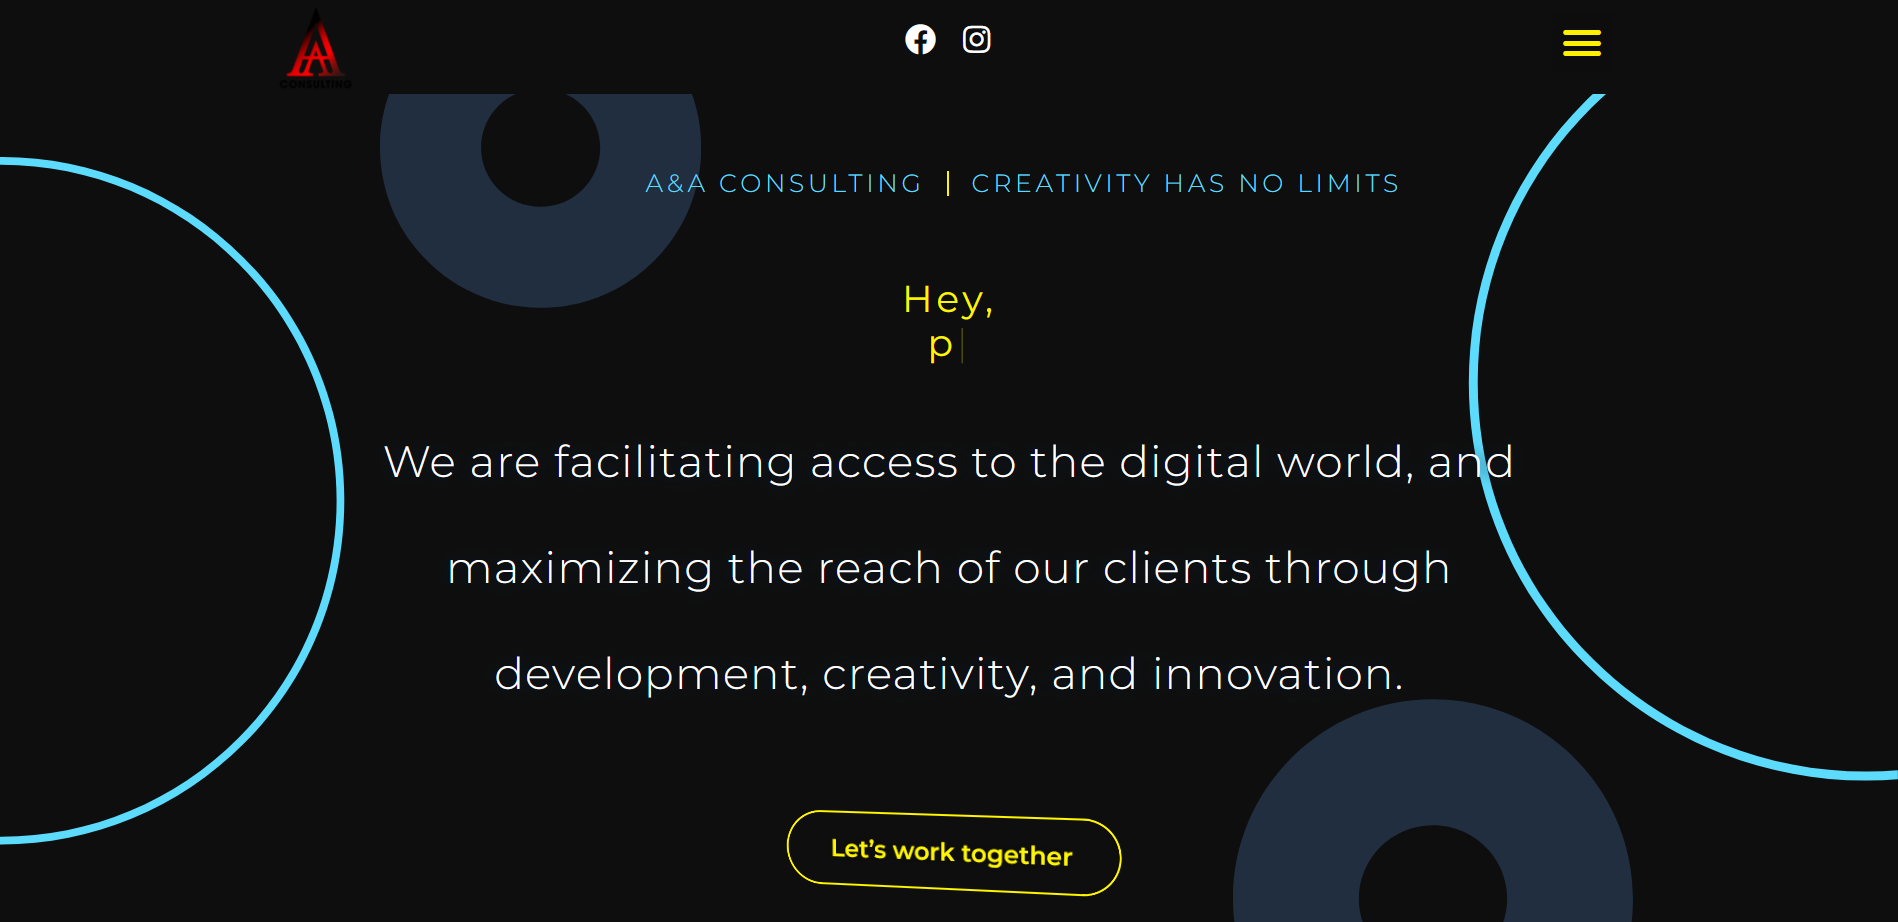 AA
CONSULTING
A&A CONSULTING | CREATIVITY HAS NO LIMITS
Hey,
p|
We are facilitating access to the digital world, and
maximizing the reach of our clients through
development, creativity, and innovation.
Let’s work together